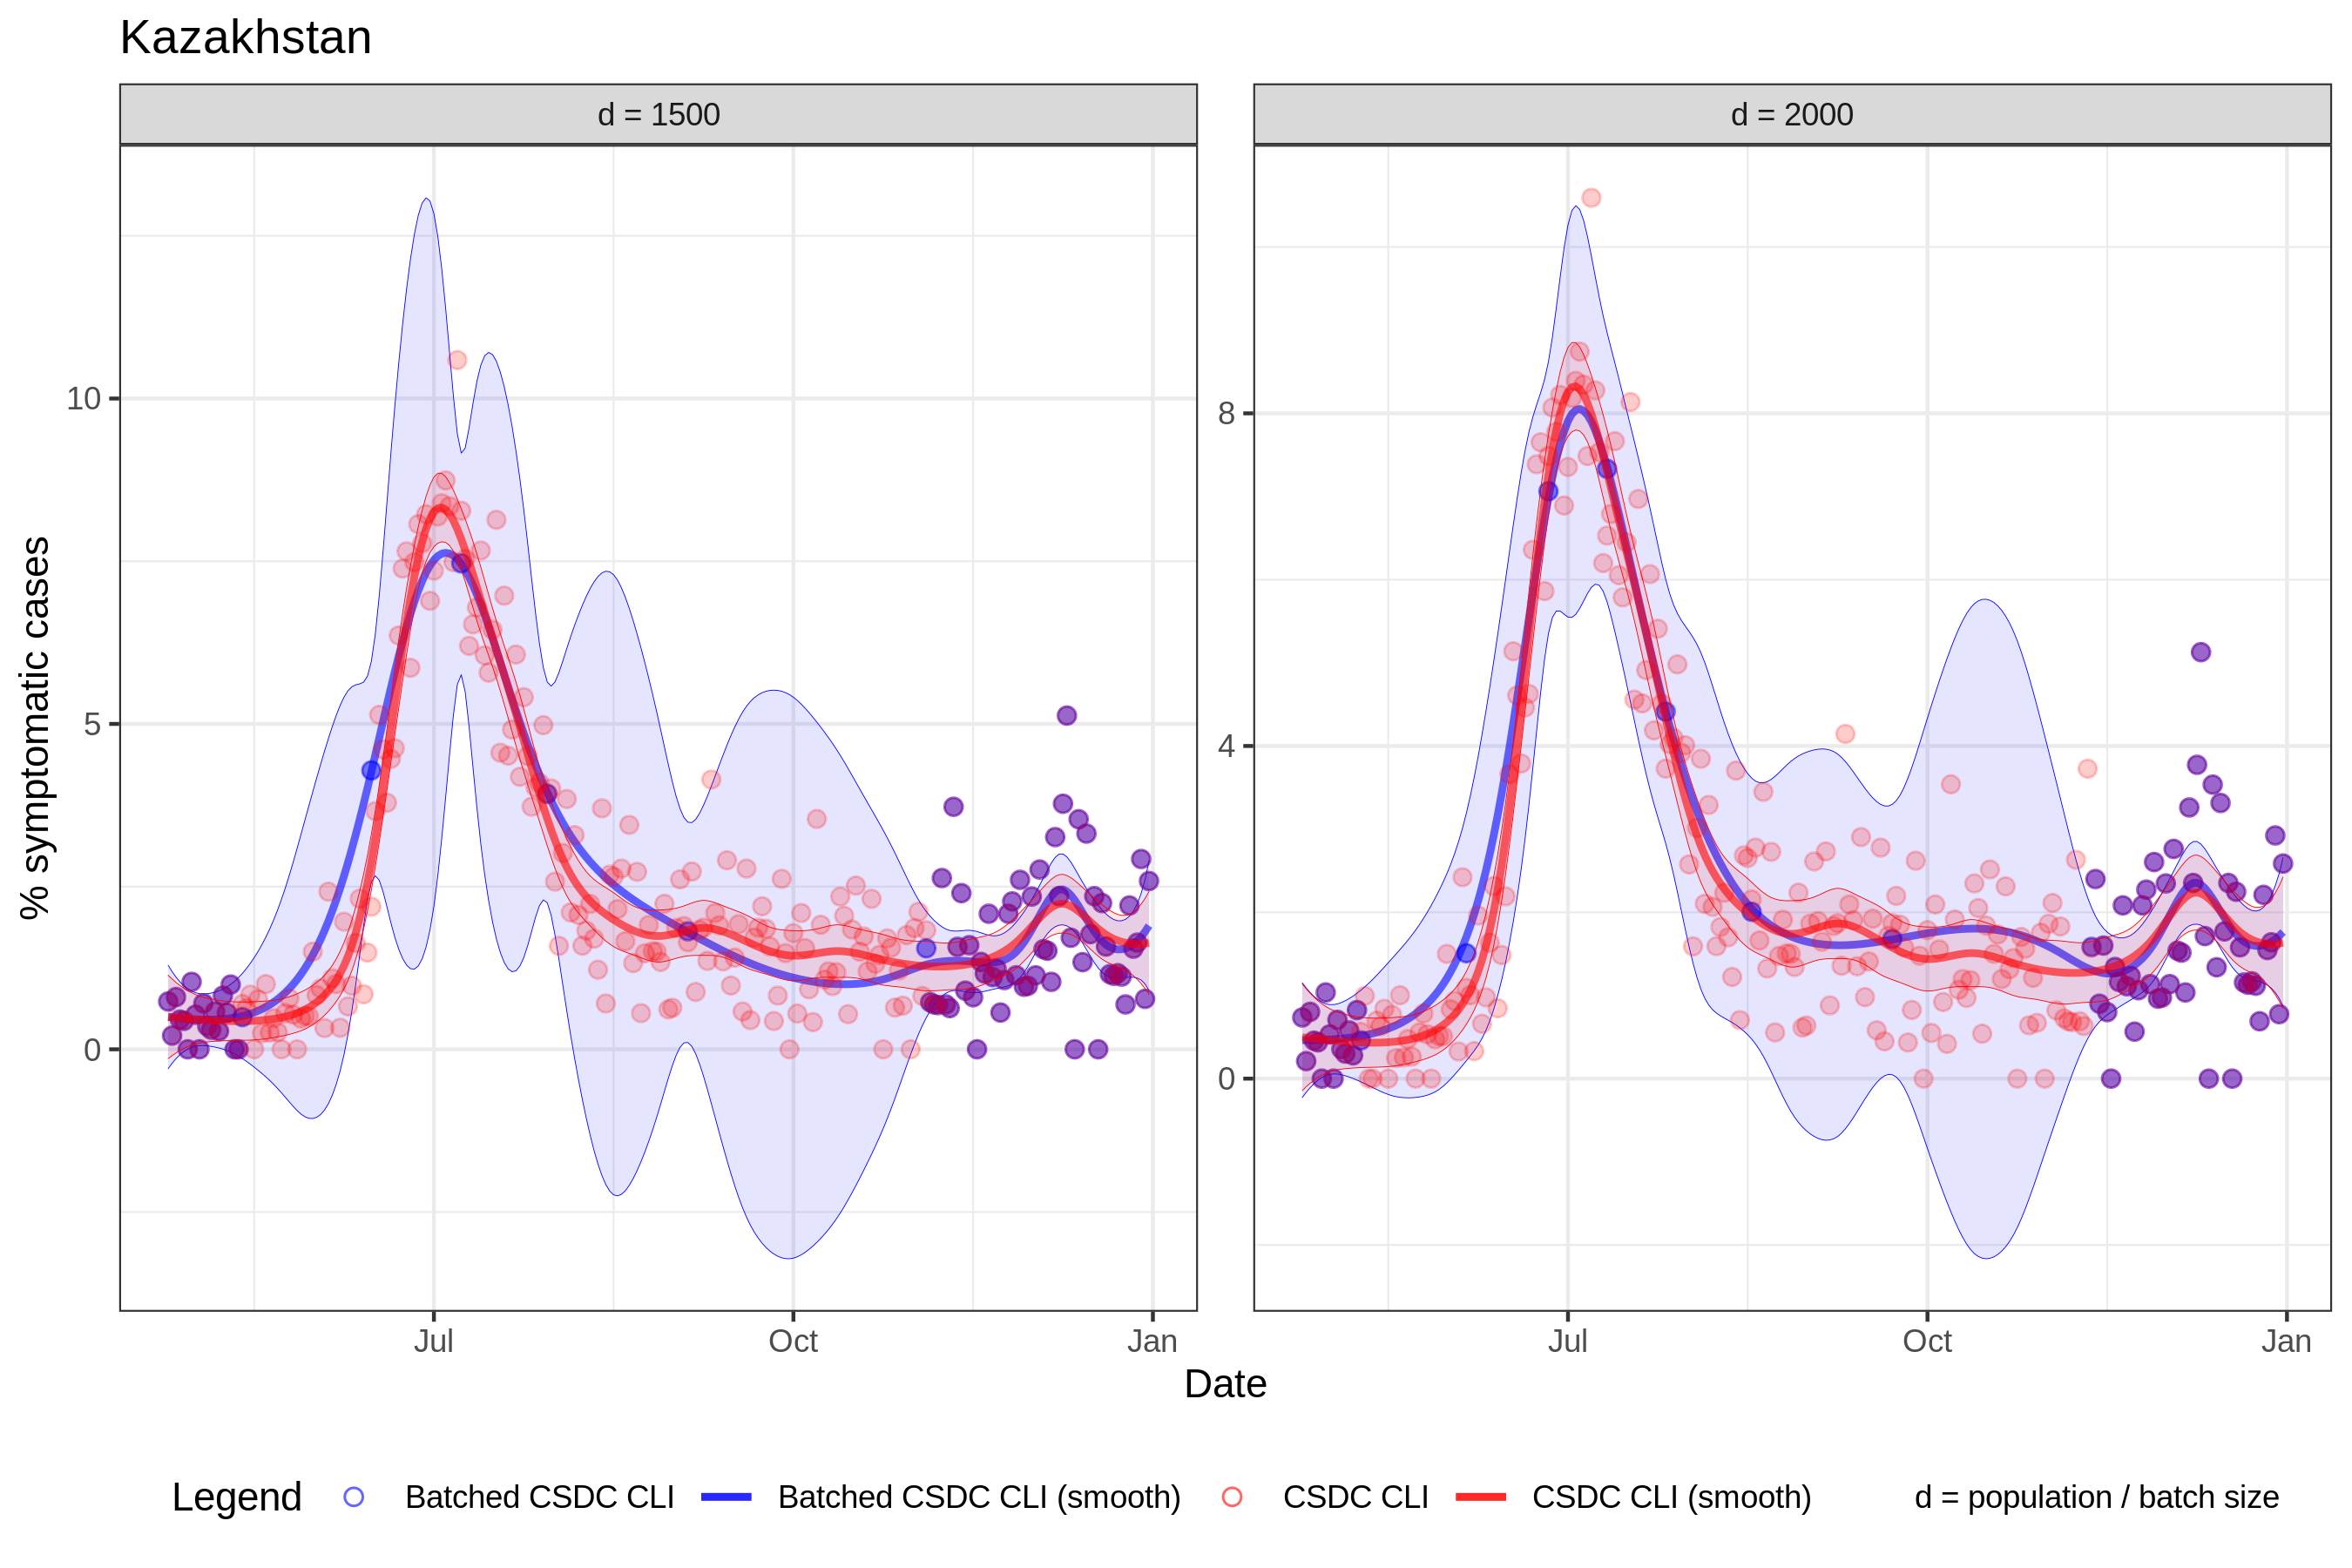 Kazakhstan
d = 1500
d = 2000
% symptomatic cases
10
5
0
8
4
0
Jul
Oct
Jan
Jul
Oct
Jan
Date
Legend
Batched CSDC CLI
Batched CSDC CLI (smooth)
CSDC CLI
CSDC CLI (smooth)
d = population / batch size